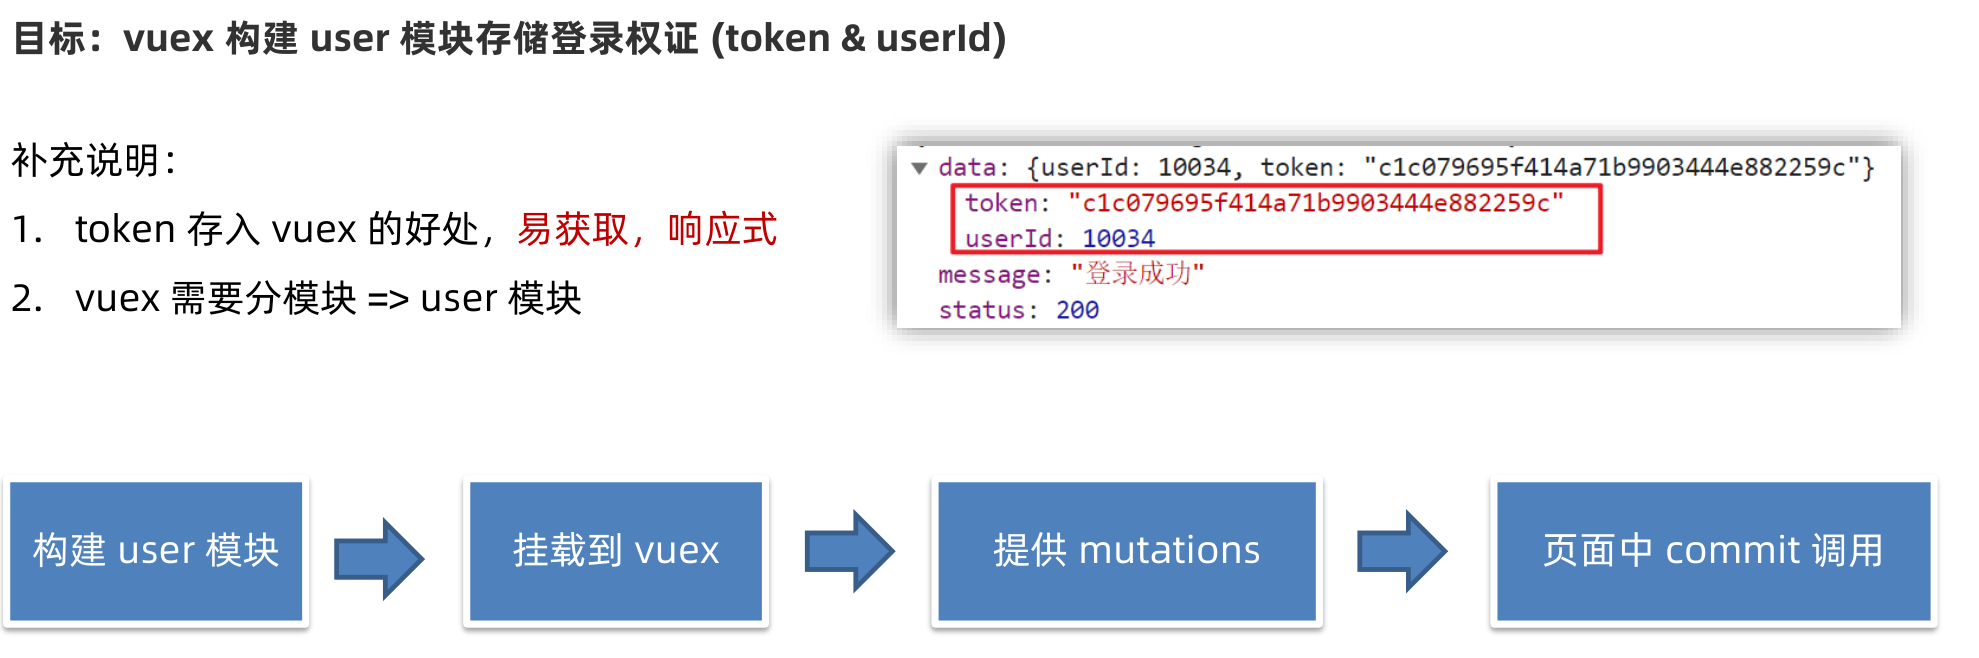 目标：vuex 构建 user 模块存储登录权证 (token & userId)
补充说明：
1. token 存入 vuex 的好处，易获取，响应式
2. vuex 需要分模块 => user 模块
▼ data: {userId: 10034, token: "c1c079695f414a71b9903444e882259c"}
token: "c1c079695f414a71b9903444e882259c"
userId: 10034
message: "登录成功"
status: 200
构建 user 模块
挂载到 vuex
提供 mutations
页面中 commit 调用